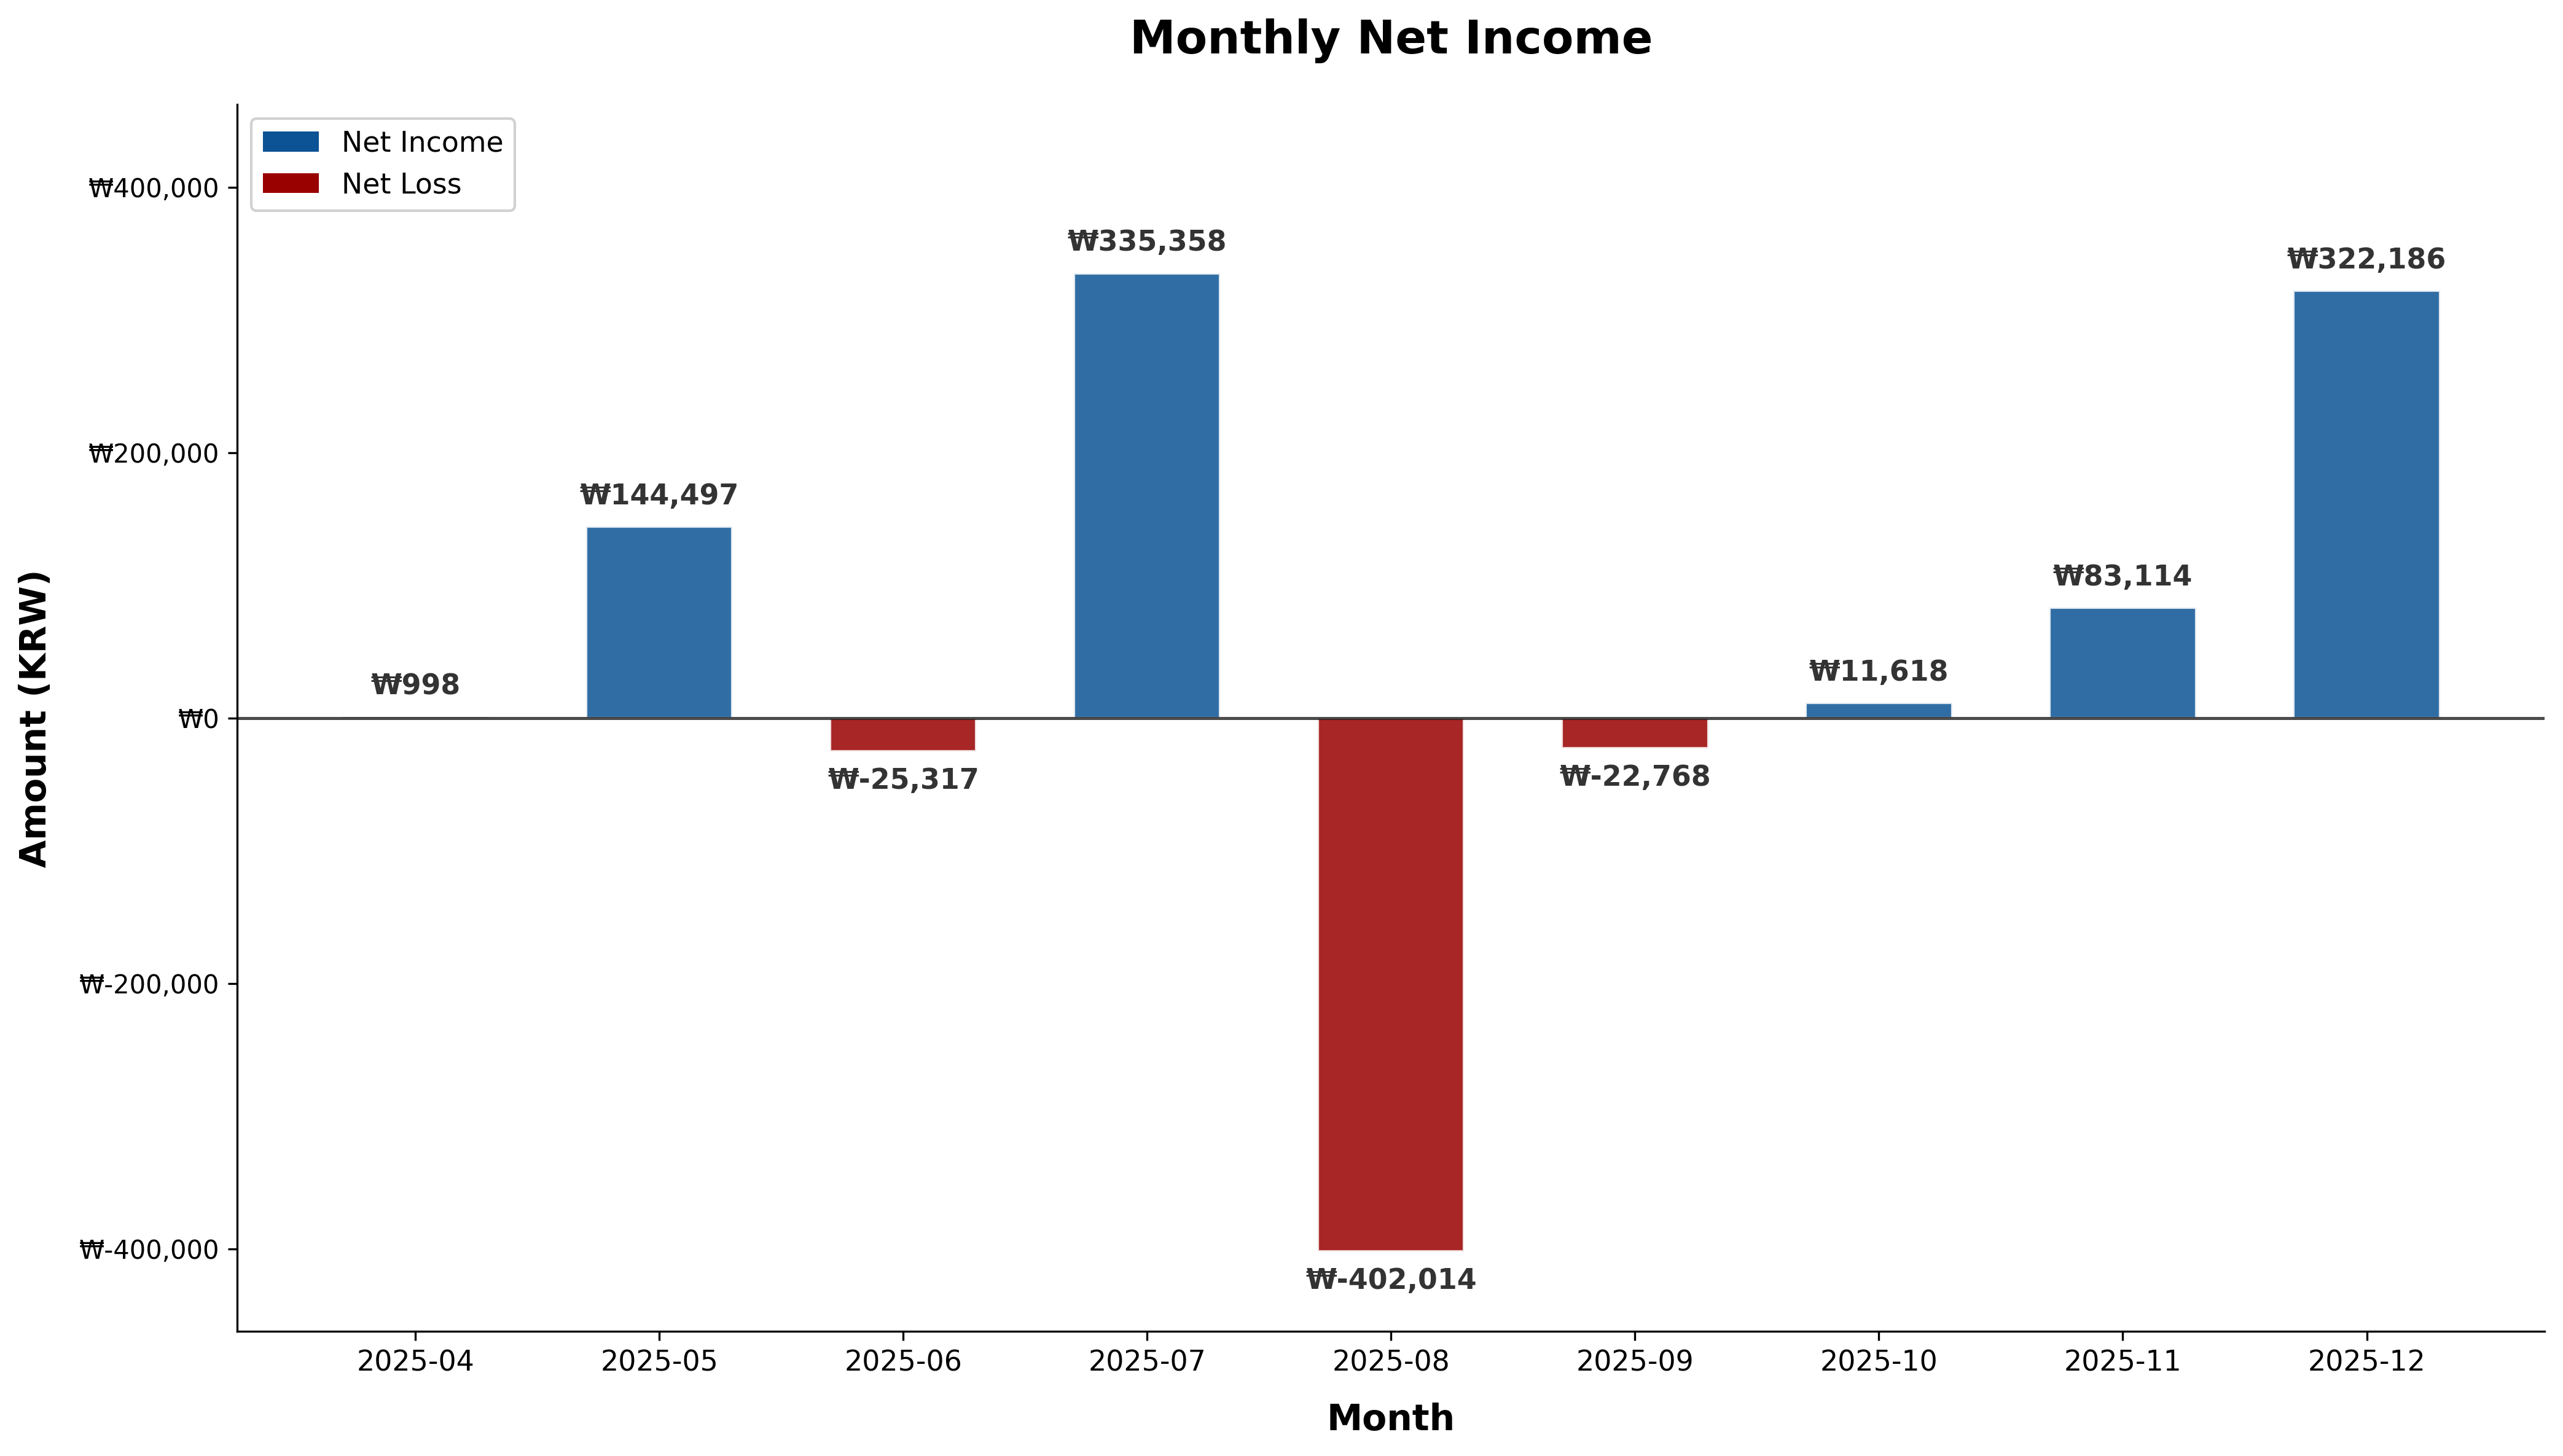 Monthly Net Income
Net Income
Net Loss
Amount (KRW)
₩400,000
₩200,000
₩0
₩-200,000
₩-400,000
₩998
₩144,497
₩-25,317
₩335,358
₩-402,014
₩-22,768
₩11,618
₩83,114
₩322,186
2025-04 2025-05 2025-06 2025-07 2025-08 2025-09 2025-10 2025-11 2025-12
Month